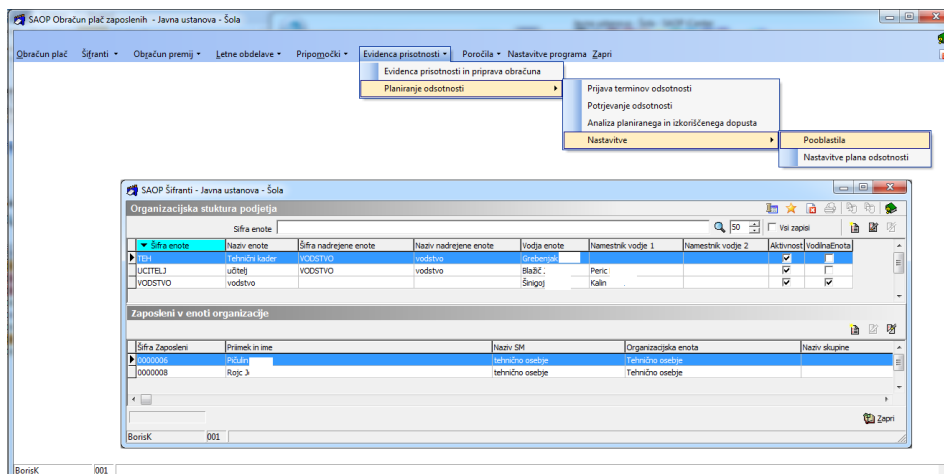 SAOP Obračun plač zaposlenih - Javna ustanova - Šola
Obračun plač Šifranti Obračun premij Letne obdelave Pripomočki Evidenca prisotnosti Poročila Nastavitve programa Zapri
Evidenca prisotnosti in priprava obračuna
Planiranje odsotnosti
Prijava terminov odsotnosti
Potrjevanje odsotnosti
Analiza planiranega in izkoriščenega dopusta
Nastavitve
Pooblastila
Nastavitve plana odsotnosti
SAOP Šifranti - Javna ustanova - Šola
Organizacijska stuktura podjetja
Sifra enote 50 Vsi zapisi
Šifra enote Naziv enote Šifra nadrejene enote Naziv nadrejene enote Vodja enote Namestnik vodje 1 Namestnik vodje 2 Aktivnost VodilnaEnota
TEH Tehnični kader VODSTVO vodstvo Grebenjak
UCITELJ učitelj VODSTVO vodstvo Blažič Peric
VODSTVO vodstvo Šinigoj Kalin
Zaposleni v enoti organizacije
Šifra Zaposleni Priimek in ime Naziv SM Organizacijska enota Naziv skupine
0000006 Pičulin tehnično osebje Tehnično osebje
0000008 Rojc tehnično osebje Tehnično osebje
Zapri
BorisK 001
BorisK 001